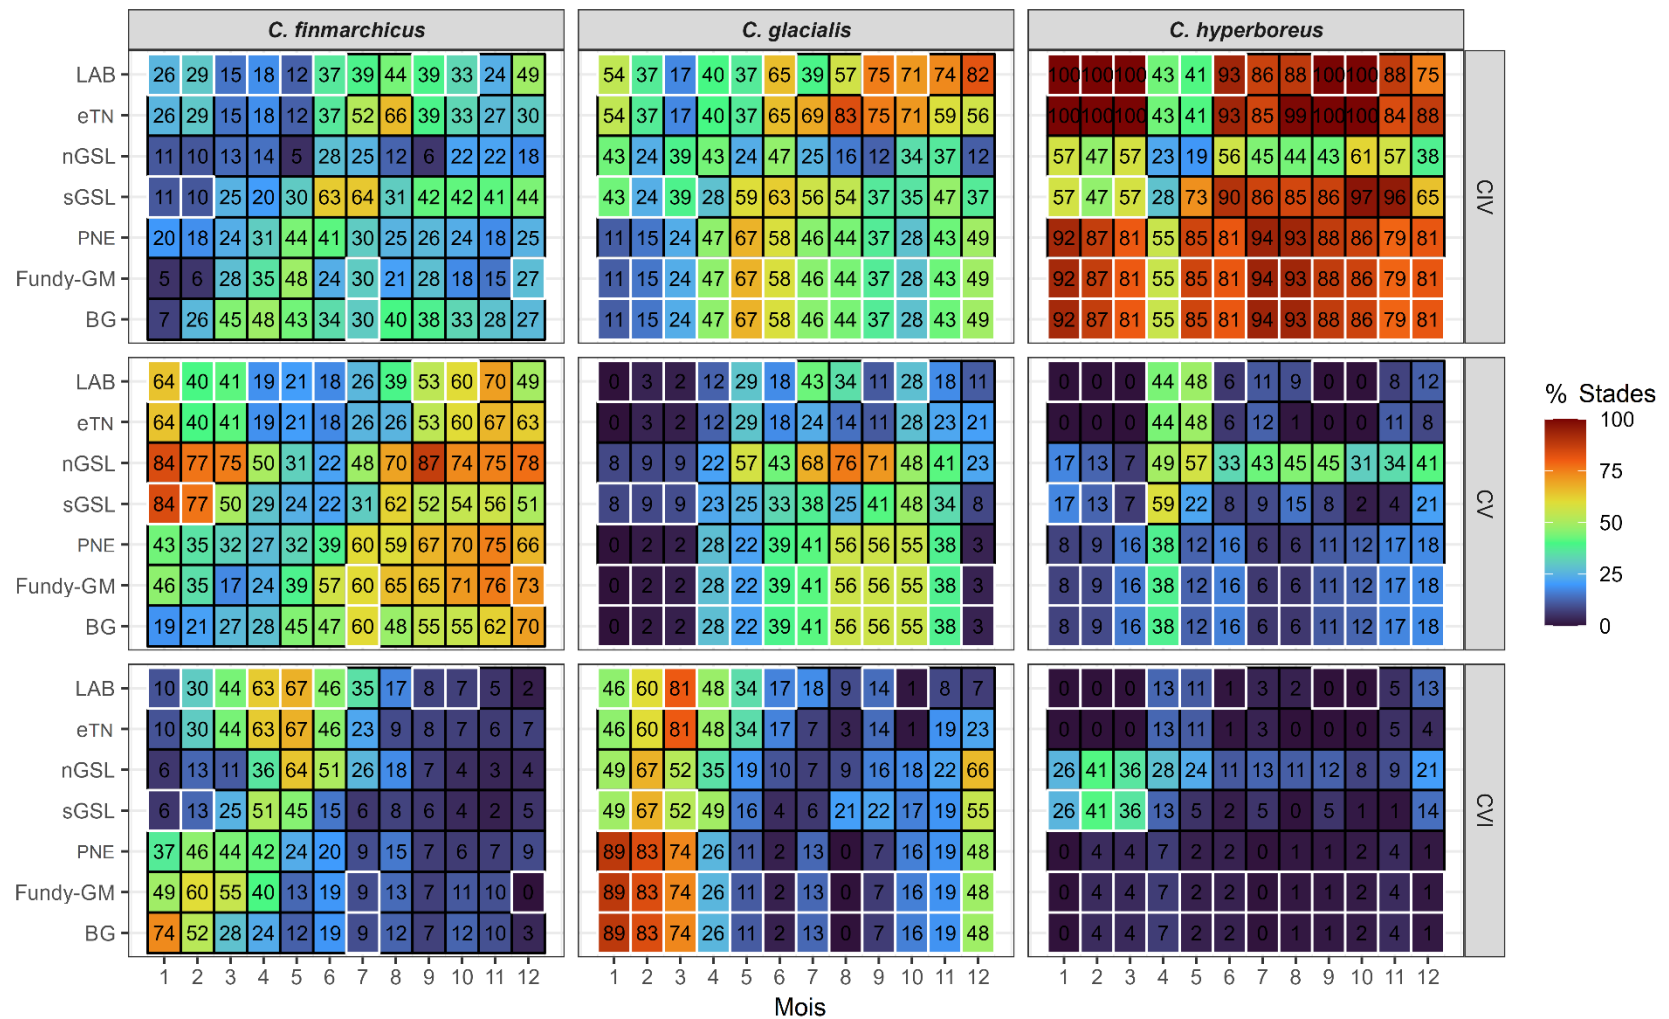 C. finmarchicus C. glacialis C. hyperboreus
LAB 26 29 15 18 12 37 39 44 39 33 24 49 54 37 17 40 37 65 39 57 75 71 74 82 100 100 100 43 41 93 86 88 100 100 88 75
eTN 26 29 15 18 12 37 52 66 39 33 27 30 54 37 17 40 37 65 69 83 75 71 59 56 100 100 100 43 41 93 85 99 100 100 84 88
nGSL 11 10 13 14 5 28 25 12 6 22 22 18 43 24 39 43 24 47 25 16 12 34 37 12 57 47 57 23 19 56 45 44 43 61 57 38
sGSL 11 10 25 20 30 63 64 31 42 42 41 44 43 24 39 28 59 63 56 54 37 35 47 37 57 47 57 28 73 90 86 85 86 97 96 65
PNE 20 18 24 31 44 41 30 25 26 24 18 25 11 15 24 47 67 58 46 44 37 28 43 49 92 87 81 55 85 81 94 93 88 86 79 81
Fundy-GM 5 6 28 35 48 24 30 21 28 18 15 27 11 15 24 47 67 58 46 44 37 28 43 49 92 87 81 55 85 81 94 93 88 86 79 81
BG 7 26 45 48 43 34 30 40 38 33 28 27 11 15 24 47 67 58 46 44 37 28 43 49 92 87 81 55 85 81 94 93 88 86 79 81
CIV
LAB 64 40 41 19 21 18 26 39 53 60 70 49 0 3 2 12 29 18 43 34 11 28 18 11 0 0 0 44 48 6 11 9 0 0 8 12
eTN 64 40 41 19 21 18 26 26 53 60 67 63 0 3 2 12 29 18 24 14 11 28 23 21 0 0 0 44 48 6 12 1 0 0 11 8
nGSL 84 77 75 50 31 22 48 70 87 74 75 78 8 9 9 22 57 43 68 76 71 48 41 23 17 13 7 49 57 33 43 45 45 31 34 41
sGSL 84 77 50 29 24 22 31 62 52 54 56 51 8 9 9 23 25 33 38 25 41 48 34 8 17 13 7 59 22 8 9 15 8 2 4 21
PNE 43 35 32 27 32 39 60 59 67 70 75 66 0 2 2 28 22 39 41 56 56 55 38 3 8 9 16 38 12 16 6 6 11 12 17 18
Fundy-GM 46 35 17 24 39 57 60 65 65 71 76 73 0 2 2 28 22 39 41 56 56 55 38 3 8 9 16 38 12 16 6 6 11 12 17 18
BG 19 21 27 28 45 47 60 48 55 55 62 70 0 2 2 28 22 39 41 56 56 55 38 3 8 9 16 38 12 16 6 6 11 12 17 18
CV
LAB 10 30 44 63 67 46 35 17 8 7 5 2 46 60 81 48 34 17 18 9 14 1 8 7 0 0 0 13 11 1 3 2 0 0 5 13
eTN 10 30 44 63 67 46 23 9 8 7 6 7 46 60 81 48 34 17 7 3 14 1 19 23 0 0 0 13 11 1 3 0 0 0 5 4
nGSL 6 13 11 36 64 51 26 18 7 4 3 4 49 67 52 35 19 10 7 9 16 18 22 66 26 41 36 28 24 11 13 11 12 8 9 21
sGSL 6 13 25 51 45 15 6 8 6 4 2 5 49 67 52 49 16 4 6 21 22 17 19 55 26 41 36 13 5 2 5 0 5 1 1 14
PNE 37 46 44 42 24 20 9 15 7 6 7 9 89 83 74 26 11 2 13 0 7 16 19 48 0 4 4 7 2 2 0 1 1 2 4 1
Fundy-GM 49 60 55 40 13 19 9 13 7 11 10 0 89 83 74 26 11 2 13 0 7 16 19 48 0 4 4 7 2 2 0 1 1 2 4 1
BG 74 52 28 24 12 19 9 12 7 12 10 3 89 83 74 26 11 2 13 0 7 16 19 48 0 4 4 7 2 2 0 1 1 2 4 1
CVI
1 2 3 4 5 6 7 8 9 10 11 12 1 2 3 4 5 6 7 8 9 10 11 12 1 2 3 4 5 6 7 8 9 10 11 12
Mois
% Stades
100
75
50
25
0